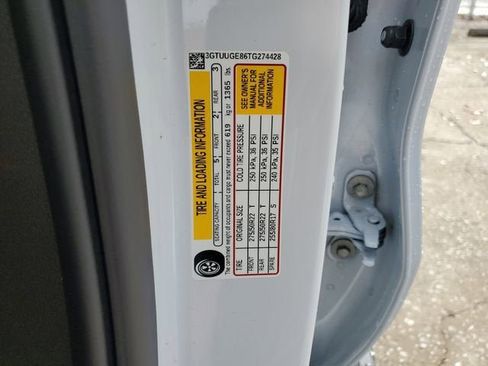 3GTUUGE86TG274428
TIRE AND LOADING INFORMATION
SEATING CAPACITY TOTAL 5 FRONT 2 REAR 3
The combined weight of occupants and cargo must never exceed 619 kg or 1365 lbs.
TIRE ORIGINAL SIZE COLD TIRE PRESSURE
FRONT 275/50R22 T 250 kPa, 36 PSI
REAR 275/50R22 T 250 kPa, 36 PSI
SPARE 255/80R17 S 240 kPa, 35 PSI
SEE OWNER'S
MANUAL FOR
ADDITIONAL
INFORMATION